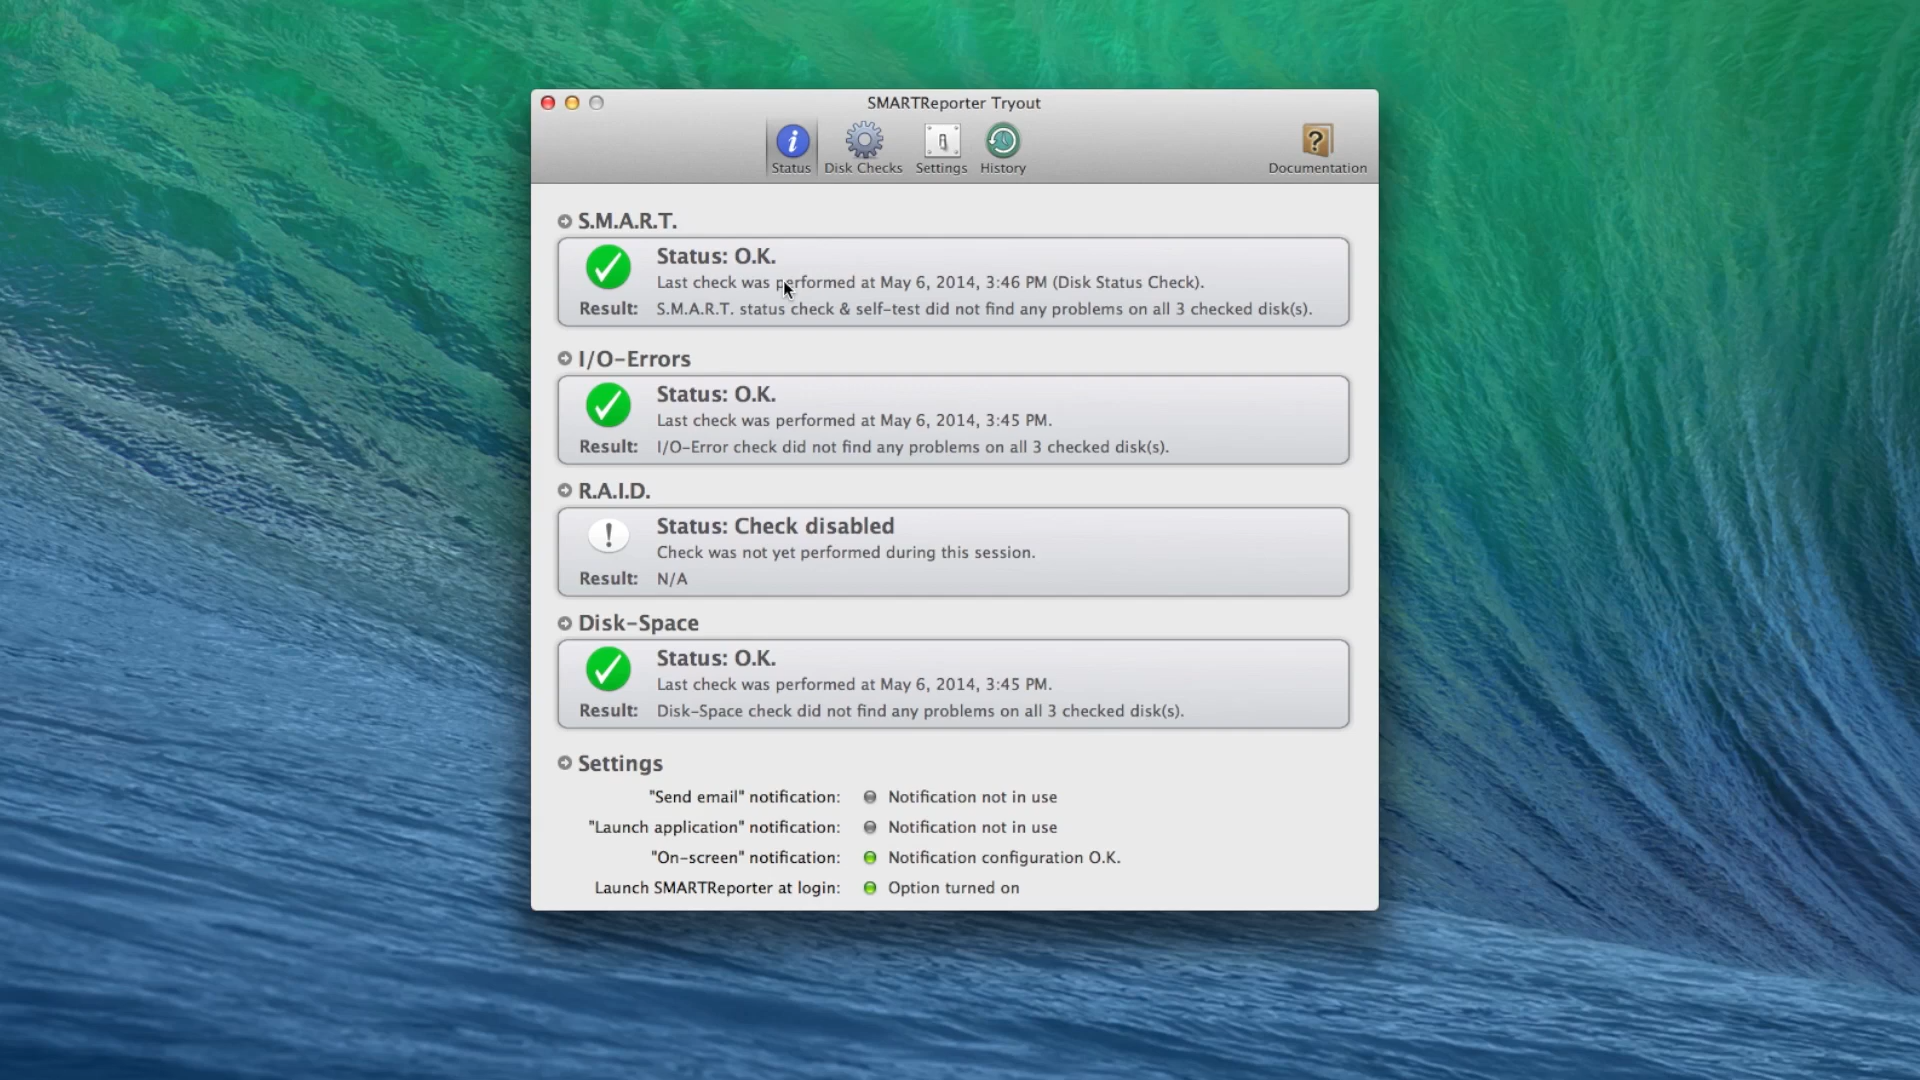 SMARTReporter Tryout
Status Disk Checks Settings History Documentation
S.M.A.R.T.
Status: O.K.
Last check was performed at May 6, 2014, 3:46 PM (Disk Status Check).
Result: S.M.A.R.T. status check & self-test did not find any problems on all 3 checked disk(s).
I/O-Errors
Status: O.K.
Last check was performed at May 6, 2014, 3:45 PM.
Result: I/O-Error check did not find any problems on all 3 checked disk(s).
R.A.I.D.
Status: Check disabled
Check was not yet performed during this session.
Result: N/A
Disk-Space
Status: O.K.
Last check was performed at May 6, 2014, 3:45 PM.
Result: Disk-Space check did not find any problems on all 3 checked disk(s).
Settings
"Send email" notification: Notification not in use
"Launch application" notification: Notification not in use
"On-screen" notification: Notification configuration O.K.
Launch SMARTReporter at login: Option turned on